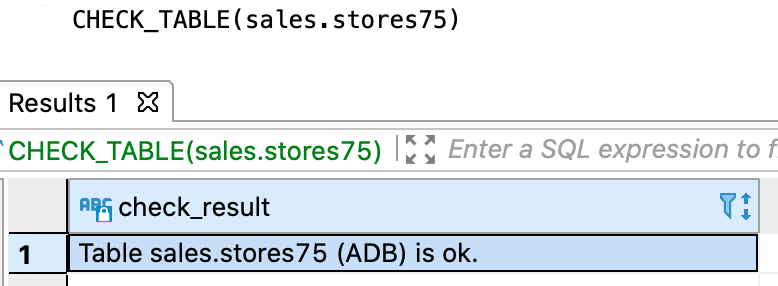 CHECK_TABLE(sales.stores75)
Results 1
CHECK_TABLE(sales.stores75) Enter a SQL expression to
ABC check_result
1 Table sales.stores75 (ADB) is ok.